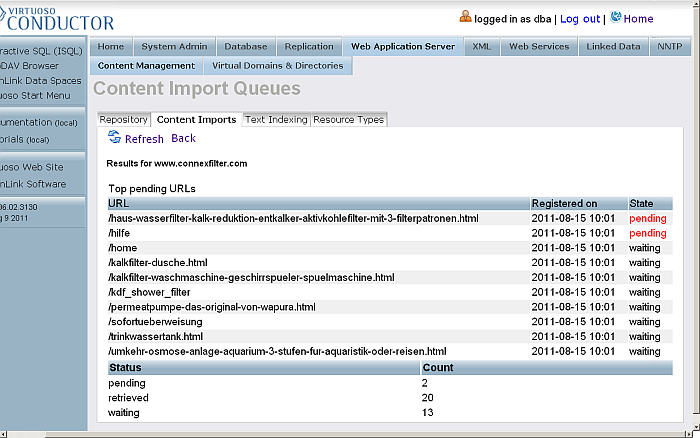 VIRTUOSO
CONDUCTOR
logged in as dba | Log out | Home
ractive SQL (ISQL)
DAV Browser
nLink Data Spaces
uoso Start Menu
umentation (local)
orials (local)
uoso Web Site
nLink Software
06.02.3130
g 9 2011
Home System Admin Database Replication Web Application Server XML Web Services Linked Data NNTP
Content Management Virtual Domains & Directories
Content Import Queues
Repository Content Imports Text Indexing Resource Types
Refresh Back
Results for www.connexfilter.com
Top pending URLs
URL Registered on State
/haus-wasserfilter-kalk-reduktion-entkalker-aktivkohlefilter-mit-3-filterpatronen.html 2011-08-15 10:01 pending
/hilfe 2011-08-15 10:01 pending
/home 2011-08-15 10:01 waiting
/kalkfilter-dusche.html 2011-08-15 10:01 waiting
/kalkfilter-waschmaschine-geschirrspueler-spuelmaschine.html 2011-08-15 10:01 waiting
/kdf_shower_filter 2011-08-15 10:01 waiting
/permeatpumpe-das-original-von-wapura.html 2011-08-15 10:01 waiting
/sofortueberweisung 2011-08-15 10:01 waiting
/trinkwassertank.html 2011-08-15 10:01 waiting
/umkehr-osmose-anlage-aquarium-3-stufen-fur-aquaristik-oder-reisen.html 2011-08-15 10:01 waiting
Status Count
pending 2
retrieved 20
waiting 13